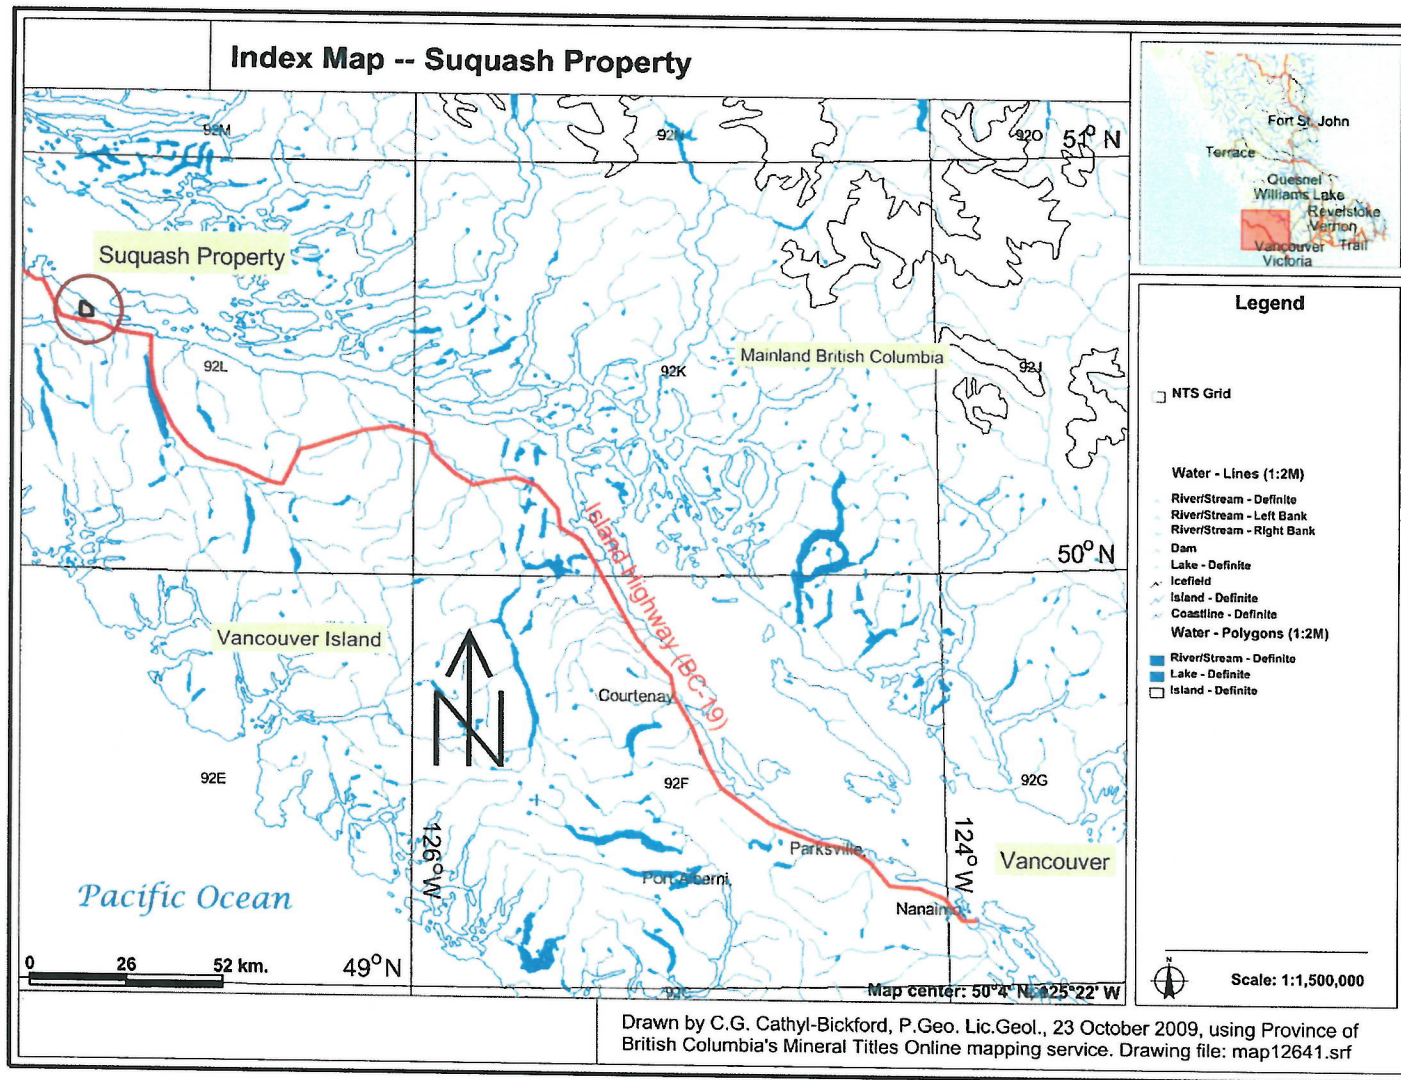 Index Map -- Suquash Property
92M
92N
92O
51° N
Suquash Property
92L
92K
Mainland British Columbia
92J
50° N
Island Highway (BC-19)
Vancouver Island
Courtenay
92E
92F
92G
126° W
124° W
Parksville
Vancouver
Port Alberni
Pacific Ocean
Nanaimo
0 26 52 km.
49° N
92C
Map center: 50°4' N, 125°22' W
Fort St. John
Terrace
Quesnel
Williams Lake
Revelstoke
Vernon
Vancouver Trail
Victoria
Legend
NTS Grid
Water - Lines (1:2M)
River/Stream - Definite
River/Stream - Left Bank
River/Stream - Right Bank
Dam
Lake - Definite
Icefield
Island - Definite
Coastline - Definite
Water - Polygons (1:2M)
River/Stream - Definite
Lake - Definite
Island - Definite
N
N
Scale: 1:1,500,000
Drawn by C.G. Cathyl-Bickford, P.Geo. Lic.Geol., 23 October 2009, using Province of
British Columbia's Mineral Titles Online mapping service. Drawing file: map12641.srf